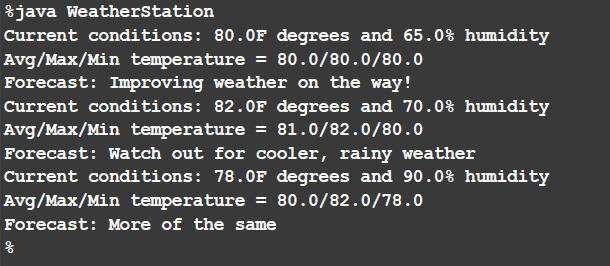 %java WeatherStation
Current conditions: 80.0F degrees and 65.0% humidity
Avg/Max/Min temperature = 80.0/80.0/80.0
Forecast: Improving weather on the way!
Current conditions: 82.0F degrees and 70.0% humidity
Avg/Max/Min temperature = 81.0/82.0/80.0
Forecast: Watch out for cooler, rainy weather
Current conditions: 78.0F degrees and 90.0% humidity
Avg/Max/Min temperature = 80.0/82.0/78.0
Forecast: More of the same
%